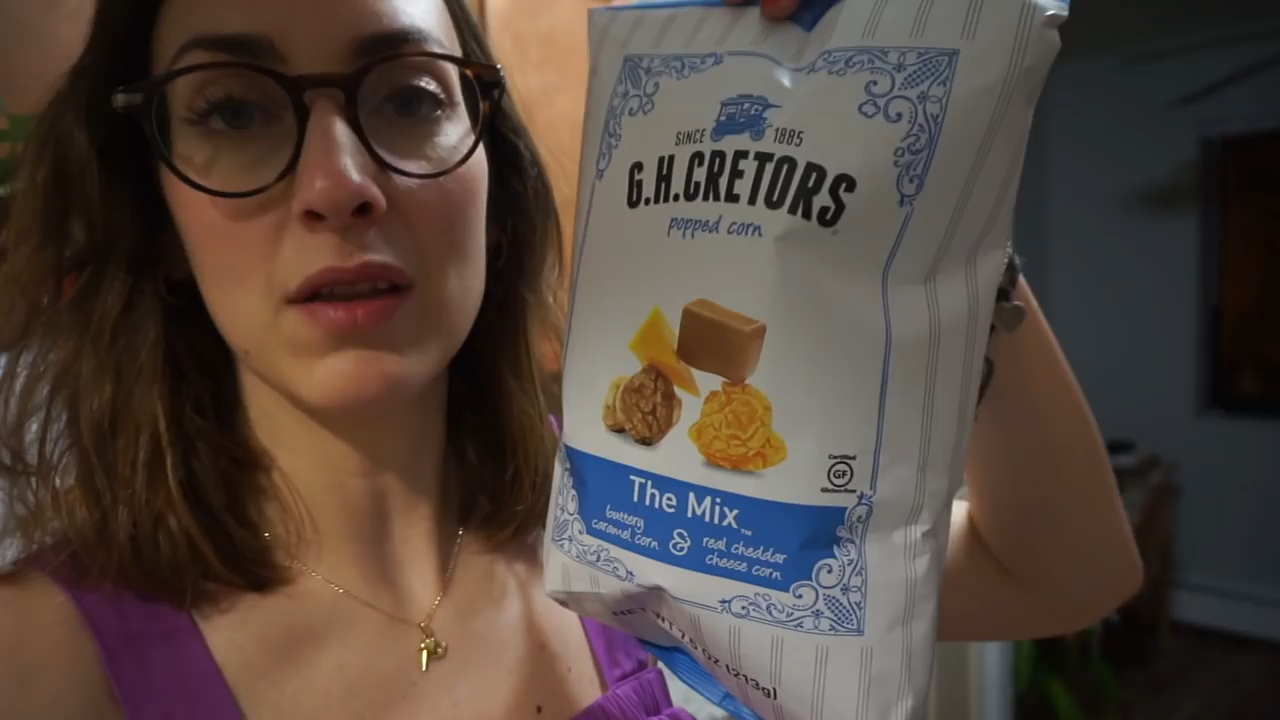 SINCE 1885
G.H.CRETORS
popped corn
Certified
GF
Gluten-Free
The Mix™
buttery
caramel corn
&
real cheddar
cheese corn
NET WT 7.5 OZ (213g)